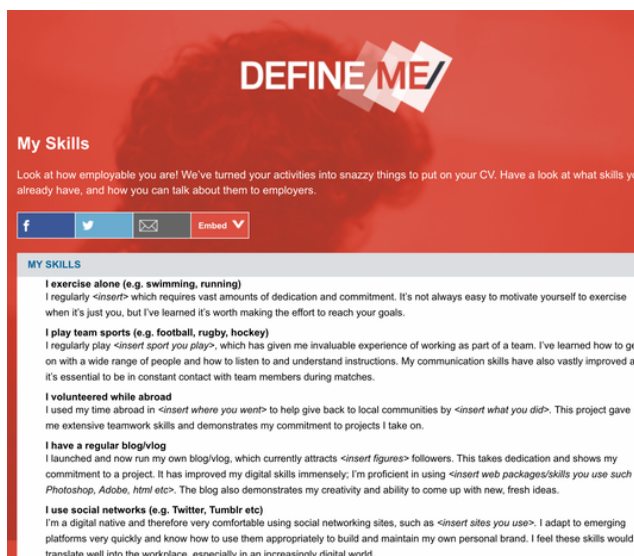 DEFINE ME/
My Skills
Look at how employable you are! We've turned your activities into snazzy things to put on your CV. Have a look at what skills
already have, and how you can talk about them to employers.
f
Embed
MY SKILLS
I exercise alone (e.g. swimming, running)
I regularly <insert> which requires vast amounts of dedication and commitment. It's not always easy to motivate yourself to exercise
when it's just you, but I've learned it's worth making the effort to reach your goals.
I play team sports (e.g. football, rugby, hockey)
I regularly play <insert sport you play>, which has given me invaluable experience of working as part of a team. I've learned how to
on with a wide range of people and how to listen to and understand instructions. My communication skills have also vastly improved
it's essential to be in constant contact with team members during matches.
I volunteered while abroad
I used my time abroad in <insert where you went> to help give back to local communities by <insert what you did>. This project gave
me extensive teamwork skills and demonstrates my commitment to projects I take on.
I have a regular blog/vlog
I launched and now run my own blog/vlog, which currently attracts <insert figures> followers. This takes dedication and shows my
commitment to a project. It has improved my digital skills immensely; I'm proficient in using <insert web packages/skills you use such
Photoshop, Adobe, html etc>. The blog also demonstrates my creativity and ability to come up with new, fresh ideas.
I use social networks (e.g. Twitter, Tumblr etc)
I'm a digital native and therefore very comfortable using social networking sites, such as <insert sites you use>. I adapt to emerging
platforms very quickly and know how to use them appropriately to build and maintain my own personal brand. I feel these skills would
translate well into the workplace, especially in an increasingly digital world.